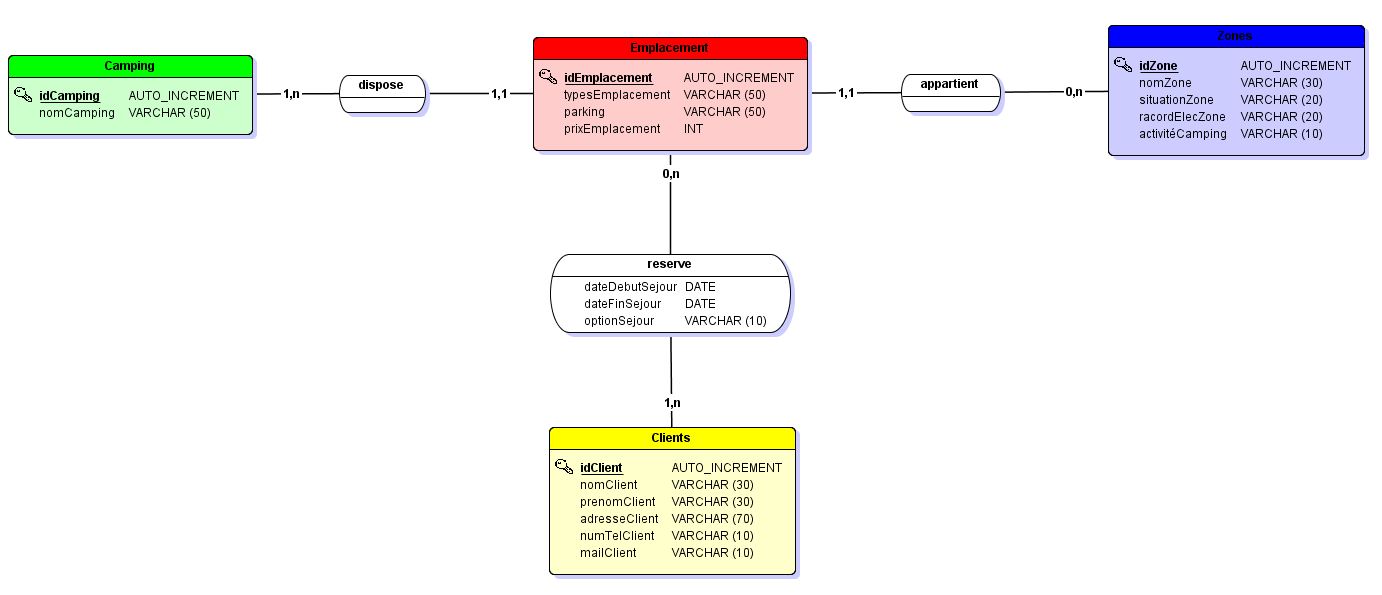 Camping
idCamping AUTO_INCREMENT
nomCamping VARCHAR (50)
1,n
dispose
1,1
Emplacement
idEmplacement AUTO_INCREMENT
typesEmplacement VARCHAR (50)
parking VARCHAR (50)
prixEmplacement INT
1,1
appartient
0,n
Zones
idZone AUTO_INCREMENT
nomZone VARCHAR (30)
situationZone VARCHAR (20)
racordElecZone VARCHAR (20)
activitéCamping VARCHAR (10)
0,n
reserve
dateDebutSejour DATE
dateFinSejour DATE
optionSejour VARCHAR (10)
1,n
Clients
idClient AUTO_INCREMENT
nomClient VARCHAR (30)
prenomClient VARCHAR (30)
adresseClient VARCHAR (70)
numTelClient VARCHAR (10)
mailClient VARCHAR (10)